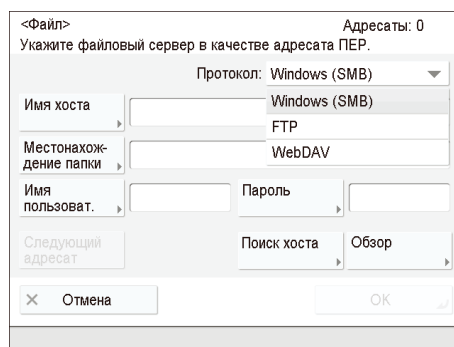 <Файл>
Адресаты: 0
Укажите файловый сервер в качестве адресата ПЕР.
Протокол: Windows (SMB)
Windows (SMB)
FTP
WebDAV
Имя хоста
Местонахож-
дение папки
Имя
пользоват.
Пароль
Следующий
адресат
Поиск хоста
Обзор
Отмена
OK